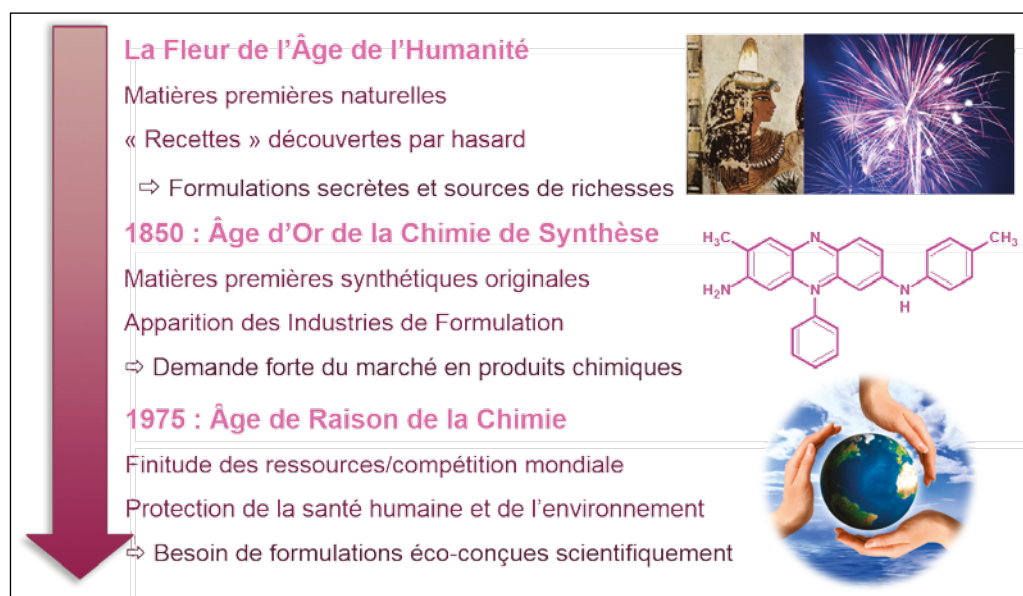 La Fleur de l'Âge de l'Humanité
Matières premières naturelles
« Recettes » découvertes par hasard
⇨ Formulations secrètes et sources de richesses
1850 : Âge d'Or de la Chimie de Synthèse
Matières premières synthétiques originales
Apparition des Industries de Formulation
⇨ Demande forte du marché en produits chimiques
H₃C
N
CH₃
H₂N
N
N
H
1975 : Âge de Raison de la Chimie
Finitude des ressources/compétition mondiale
Protection de la santé humaine et de l'environnement
⇨ Besoin de formulations éco-conçues scientifiquement